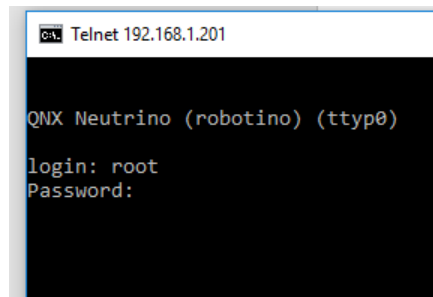 Telnet 192.168.1.201
QNX Neutrino (robotino) (ttyp0)
login: root
Password: